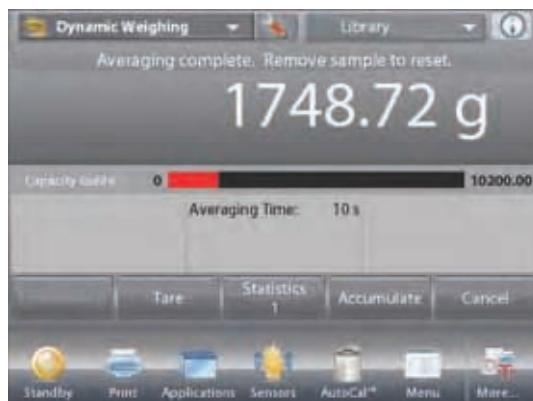 Dynamic Weighing
Library
Averaging complete. Remove sample to reset.
1748.72 g
Capacity Guide 0 10200.00
Averaging Time: 10 s
Tare
Statistics
1
Accumulate
Cancel
Standby Print Applications Sensors AutoCal™ Menu More...